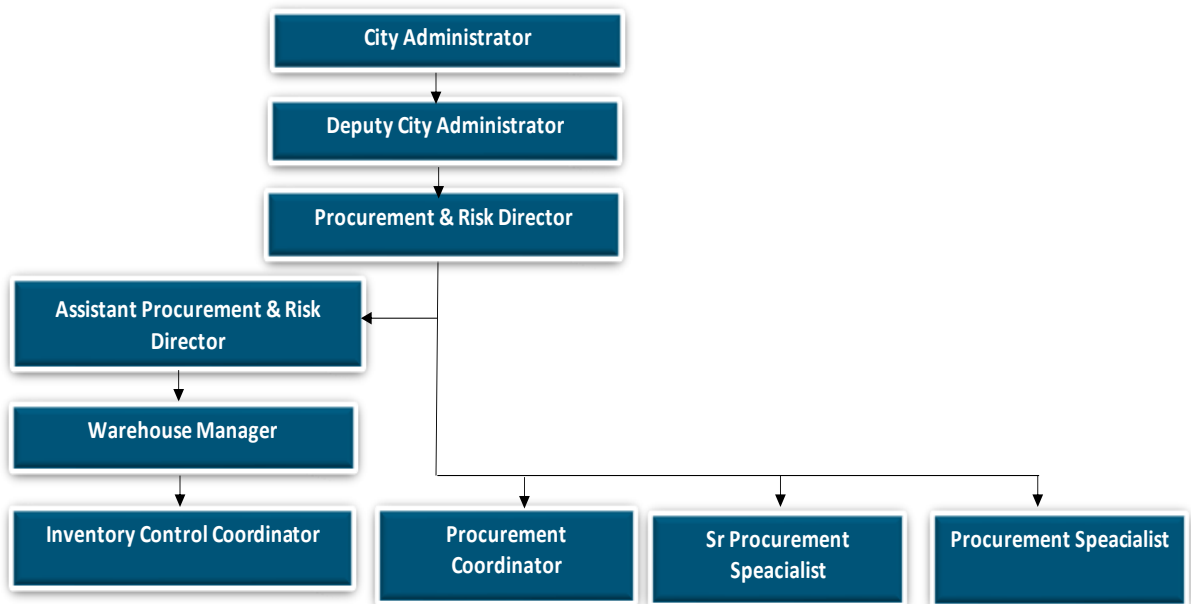 City Administrator
Deputy City Administrator
Procurement & Risk Director
Assistant Procurement & Risk
Director
Warehouse Manager
Inventory Control Coordinator
Procurement
Coordinator
Sr Procurement
Speacialist
Procurement Speacialist